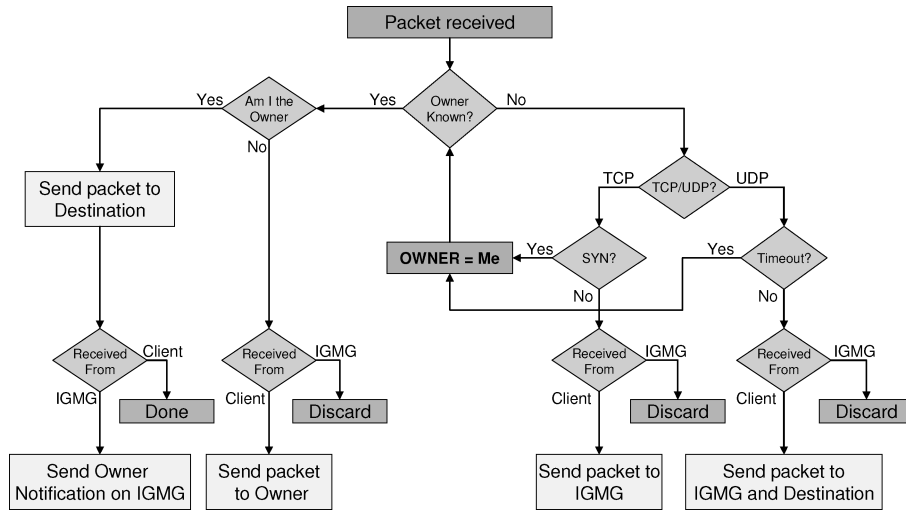 Packet received
Yes
Am I the
Owner
Yes
Owner
Known?
No
No
Send packet to
Destination
TCP
TCP/UDP?
UDP
OWNER = Me
Yes
SYN?
Yes
Timeout?
No
No
Received
From
Client
IGMG
Done
Received
From
IGMG
Client
Discard
Received
From
IGMG
Client
Discard
Received
From
IGMG
Client
Discard
Send Owner
Notification on IGMG
Send packet
to Owner
Send packet to
IGMG
Send packet to
IGMG and Destination